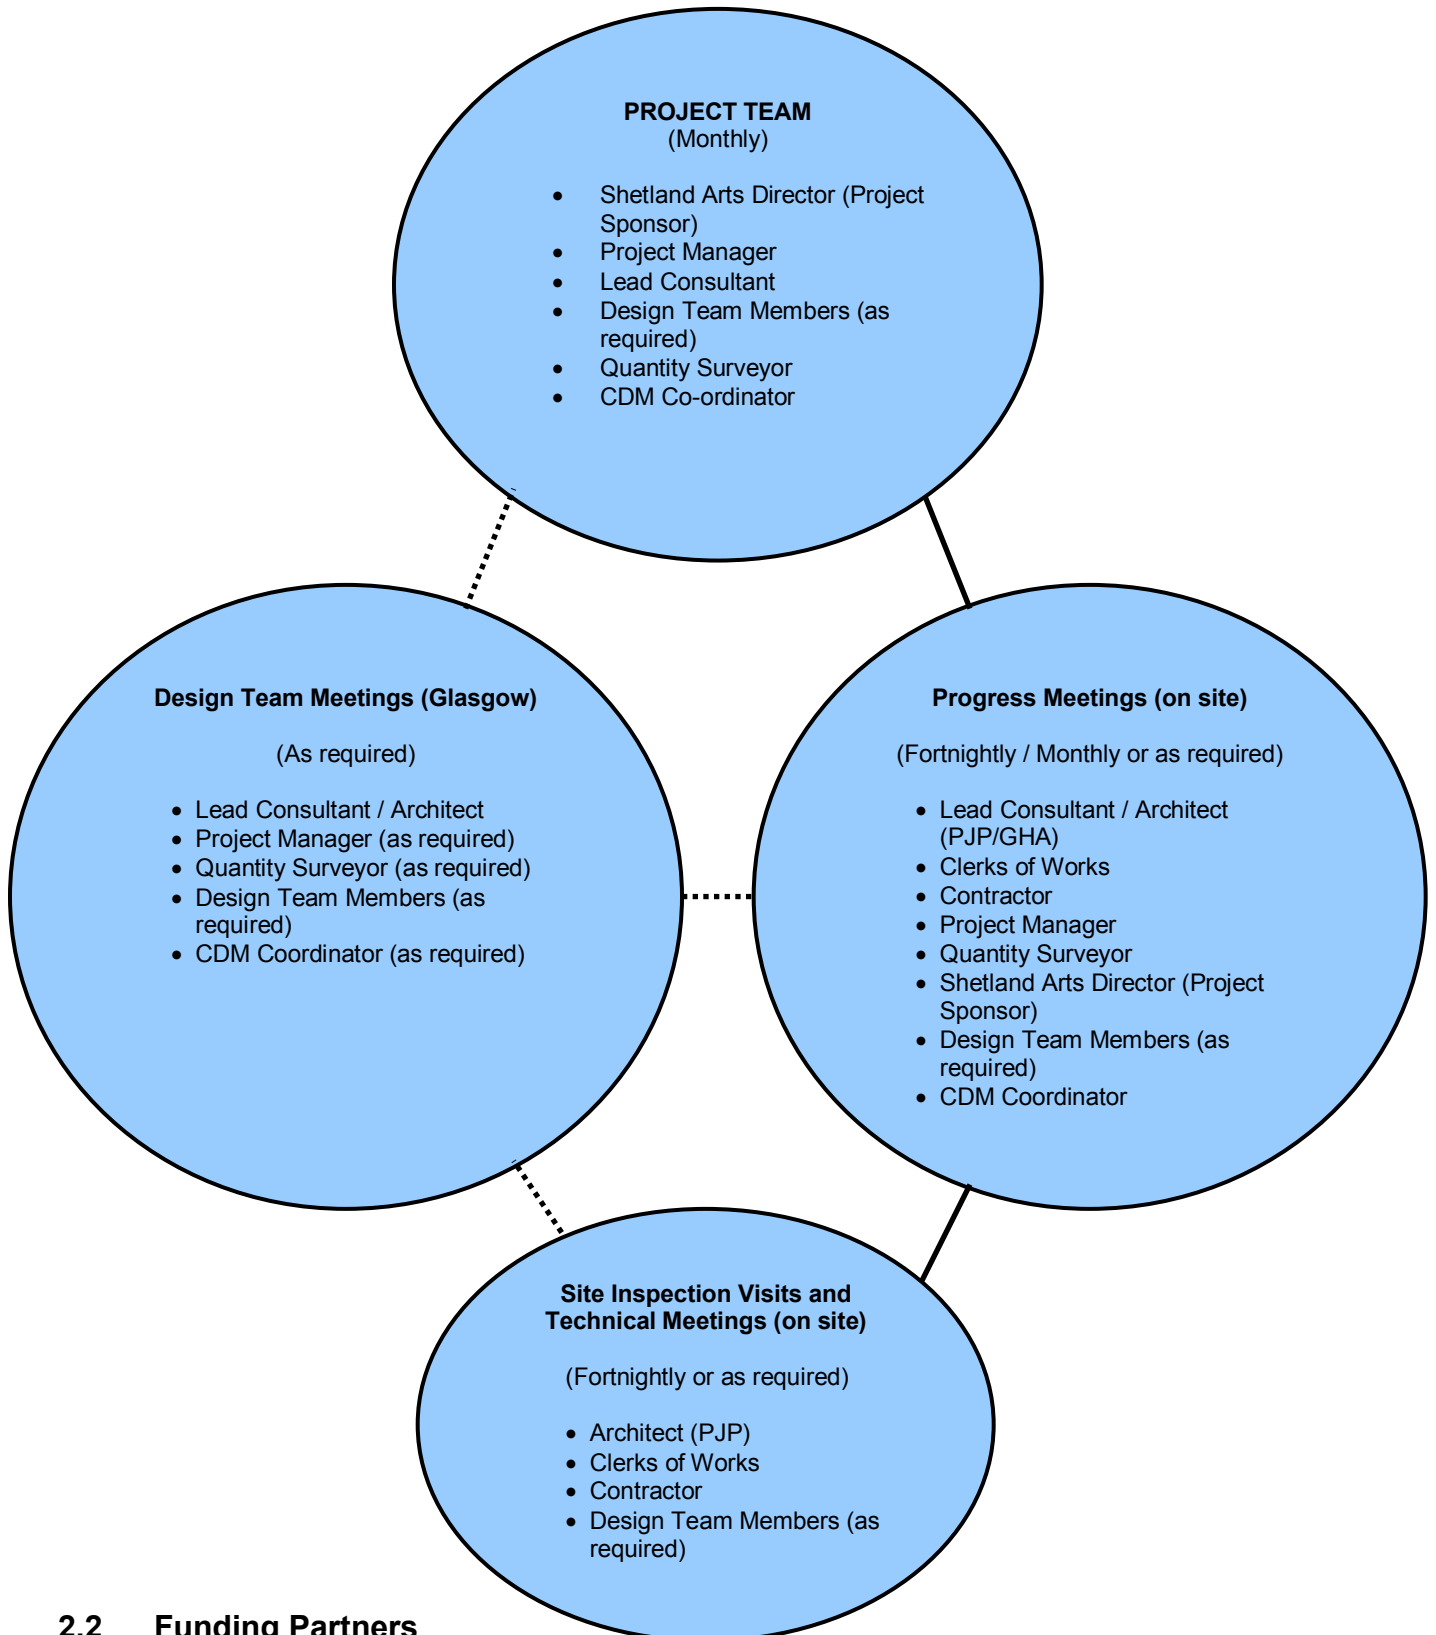 PROJECT TEAM
(Monthly)
• Shetland Arts Director (Project
Sponsor)
• Project Manager
• Lead Consultant
• Design Team Members (as
required)
• Quantity Surveyor
• CDM Co-ordinator
Design Team Meetings (Glasgow)
(As required)
• Lead Consultant / Architect
• Project Manager (as required)
• Quantity Surveyor (as required)
• Design Team Members (as
required)
• CDM Coordinator (as required)
Progress Meetings (on site)
(Fortnightly / Monthly or as required)
• Lead Consultant / Architect
(PJP/GHA)
• Clerks of Works
• Contractor
• Project Manager
• Quantity Surveyor
• Shetland Arts Director (Project
Sponsor)
• Design Team Members (as
required)
• CDM Coordinator
Site Inspection Visits and
Technical Meetings (on site)
(Fortnightly or as required)
• Architect (PJP)
• Clerks of Works
• Contractor
• Design Team Members (as
required)
2.2 Funding Partners